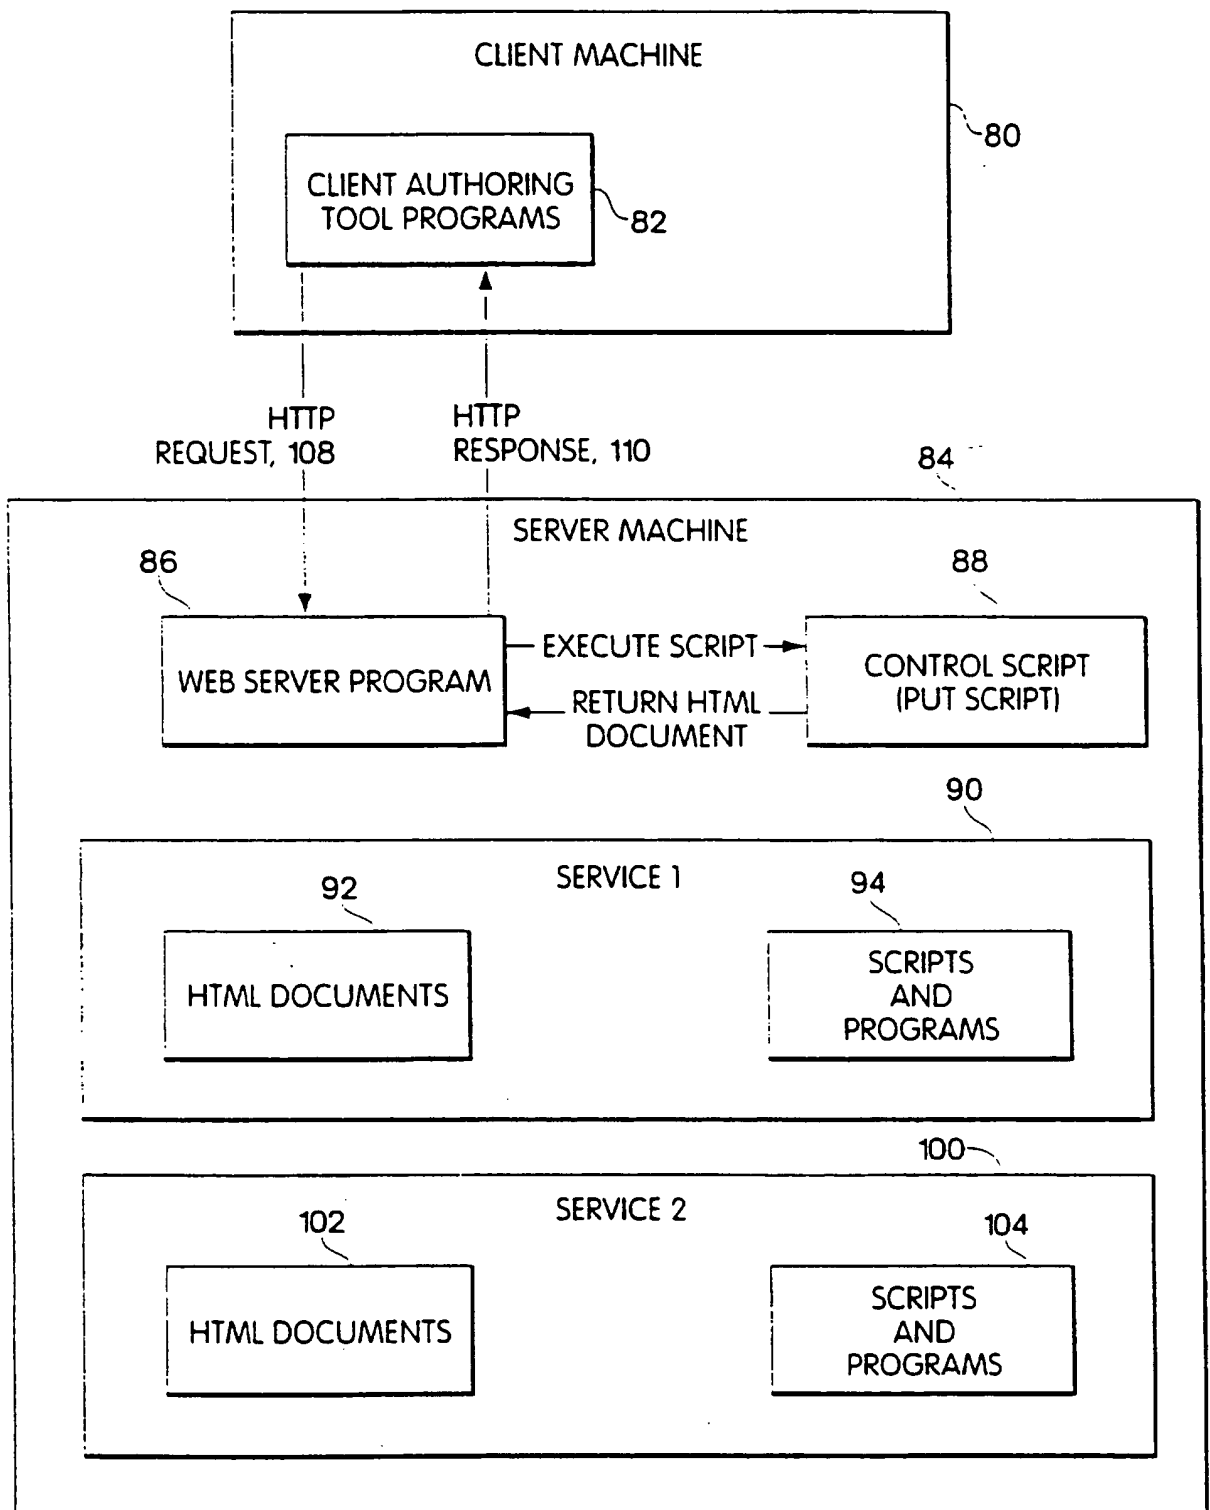 CLIENT MACHINE
80
CLIENT AUTHORING
TOOL PROGRAMS
82
HTTP
REQUEST, 108
HTTP
RESPONSE, 110
84
SERVER MACHINE
86
88
WEB SERVER PROGRAM
EXECUTE SCRIPT
RETURN HTML
DOCUMENT
CONTROL SCRIPT
(PUT SCRIPT)
90
SERVICE 1
92
94
HTML DOCUMENTS
SCRIPTS
AND
PROGRAMS
100
SERVICE 2
102
104
HTML DOCUMENTS
SCRIPTS
AND
PROGRAMS